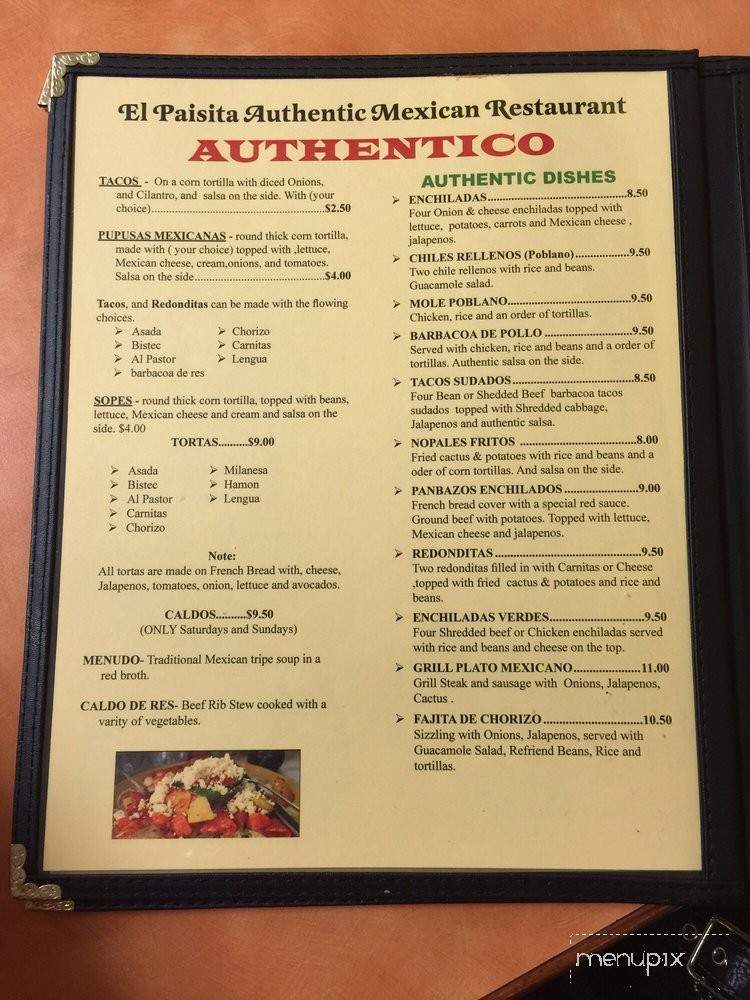 El Paisita Authentic Mexican Restaurant
AUTHENTICO
TACOS - On a corn tortilla with diced Onions,
and Cilantro, and salsa on the side. With (your
choice)..................................................$2.50
PUPUSAS MEXICANAS - round thick corn tortilla,
made with ( your choice) topped with ,lettuce,
Mexican cheese, cream,onions, and tomatoes.
Salsa on the side.............................................$4.00
Tacos, and Redonditas can be made with the flowing
choices.
➢ Asada ➢ Chorizo
➢ Bistec ➢ Carnitas
➢ Al Pastor ➢ Lengua
➢ barbacoa de res
SOPES - round thick corn tortilla, topped with beans,
lettuce, Mexican cheese and cream and salsa on the
side. $4.00
TORTAS..........$9.00
➢ Asada ➢ Milanesa
➢ Bistec ➢ Hamon
➢ Al Pastor ➢ Lengua
➢ Carnitas
➢ Chorizo
Note:
All tortas are made on French Bread with, cheese,
Jalapenos, tomatoes, onion, lettuce and avocados.
CALDOS..........$9.50
(ONLY Saturdays and Sundays)
MENUDO- Traditional Mexican tripe soup in a
red broth.
CALDO DE RES- Beef Rib Stew cooked with a
varity of vegetables.
AUTHENTIC DISHES
➢ ENCHILADAS........................................8.50
Four Onion & cheese enchiladas topped with
lettuce, potatoes, carrots and Mexican cheese ,
jalapenos.
➢ CHILES RELLENOS (Poblano)................9.50
Two chile rellenos with rice and beans.
Guacamole salad.
➢ MOLE POBLANO....................................9.50
Chicken, rice and an order of tortillas.
➢ BARBACOA DE POLLO..........................9.50
Served with chicken, rice and beans and a order of
tortillas. Authentic salsa on the side.
➢ TACOS SUDADOS...................................8.50
Four Bean or Shedded Beef barbacoa tacos
sudados topped with Shredded cabbage,
Jalapenos and authentic salsa.
➢ NOPALES FRITOS ..................................8.00
Fried cactus & potatoes with rice and beans and a
oder of corn tortillas. And salsa on the side.
➢ PANBAZOS ENCHILADOS.....................9.00
French bread cover with a special red sauce.
Ground beef with potatoes. Topped with lettuce,
Mexican cheese and jalapenos.
➢ REDONDITAS..........................................9.50
Two redonditas filled in with Carnitas or Cheese
,topped with fried cactus & potatoes and rice and
beans.
➢ ENCHILADAS VERDES..........................9.50
Four Shredded beef or Chicken enchiladas served
with rice and beans and cheese on the top.
➢ GRILL PLATO MEXICANO...................11.00
Grill Steak and sausage with Onions, Jalapenos,
Cactus .
➢ FAJITA DE CHORIZO............................10.50
Sizzling with Onions, Jalapenos, served with
Guacamole Salad, Refriend Beans, Rice and
tortillas.
menupix